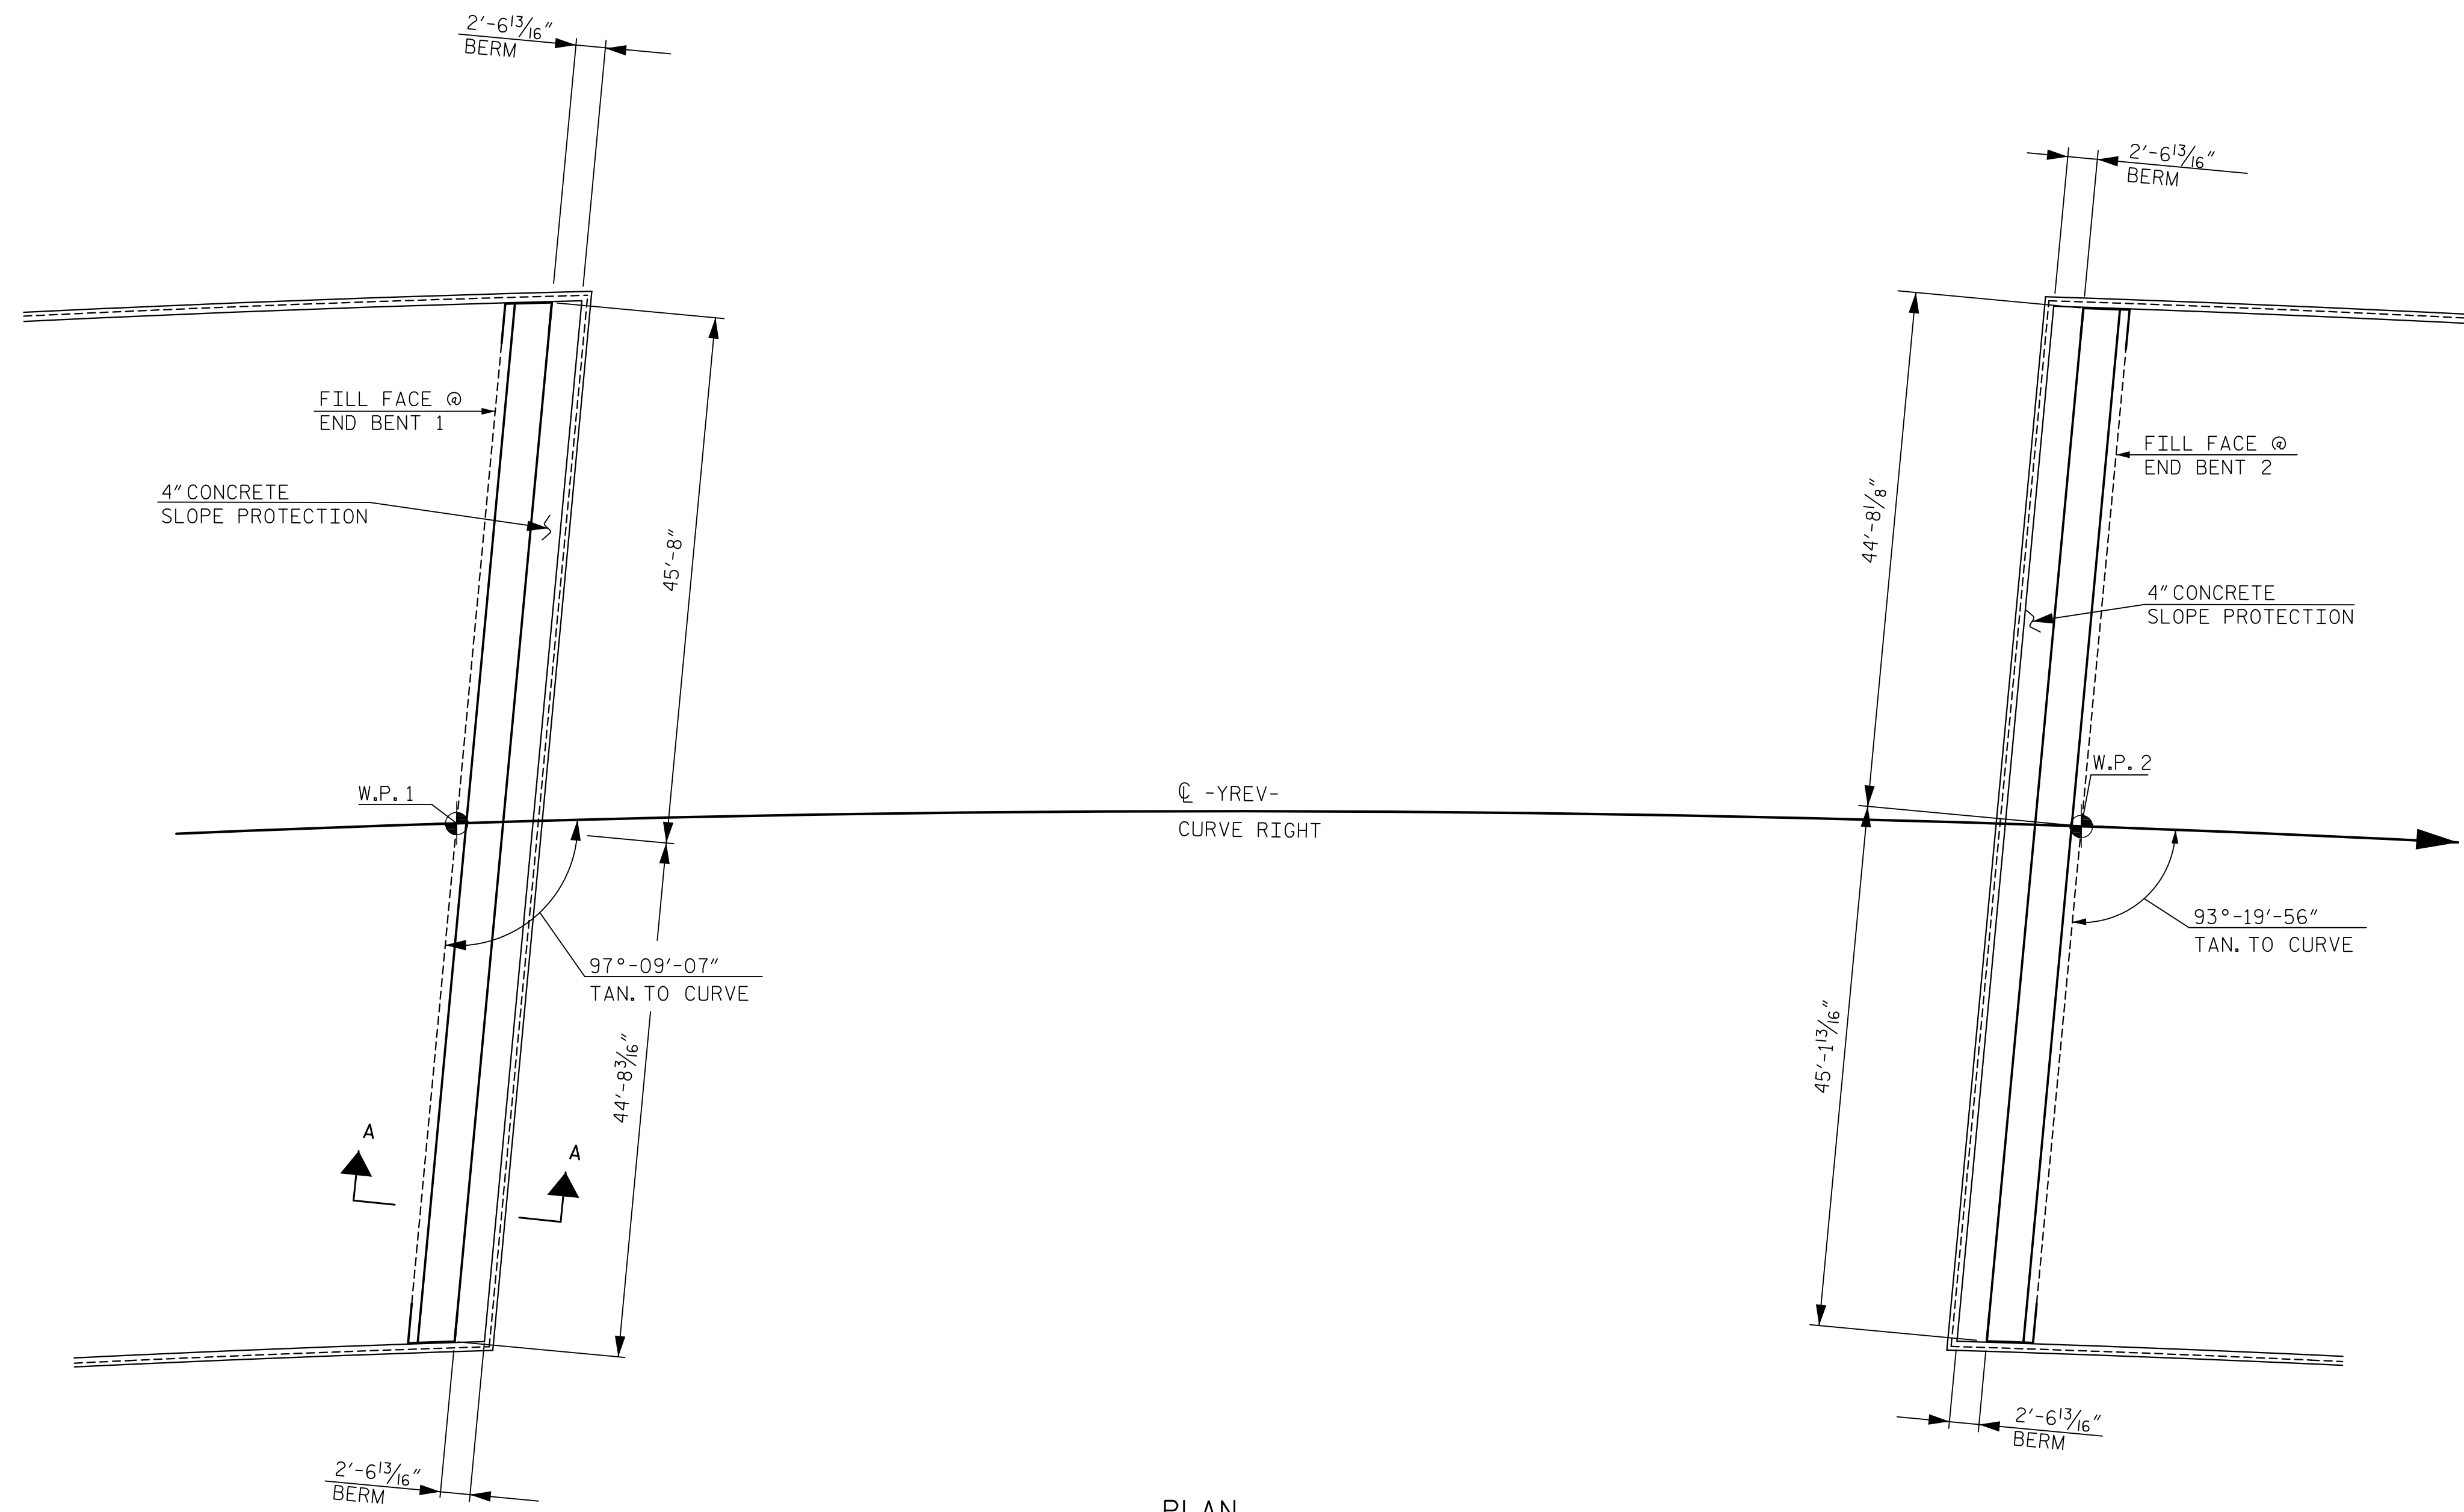 2'-6 13/16"
BERM
2'-6 13/16"
BERM
FILL FACE @
END BENT 1
FILL FACE @
END BENT 2
4" CONCRETE
SLOPE PROTECTION
45'-8"
44'-8 1/8"
4" CONCRETE
SLOPE PROTECTION
W.P. 1
℄ -YREV-
CURVE RIGHT
W.P. 2
97°-09'-07"
TAN. TO CURVE
93°-19'-56"
TAN. TO CURVE
44'-8 3/16"
45'-1 13/16"
A
A
2'-6 13/16"
BERM
2'-6 13/16"
BERM
PLAN